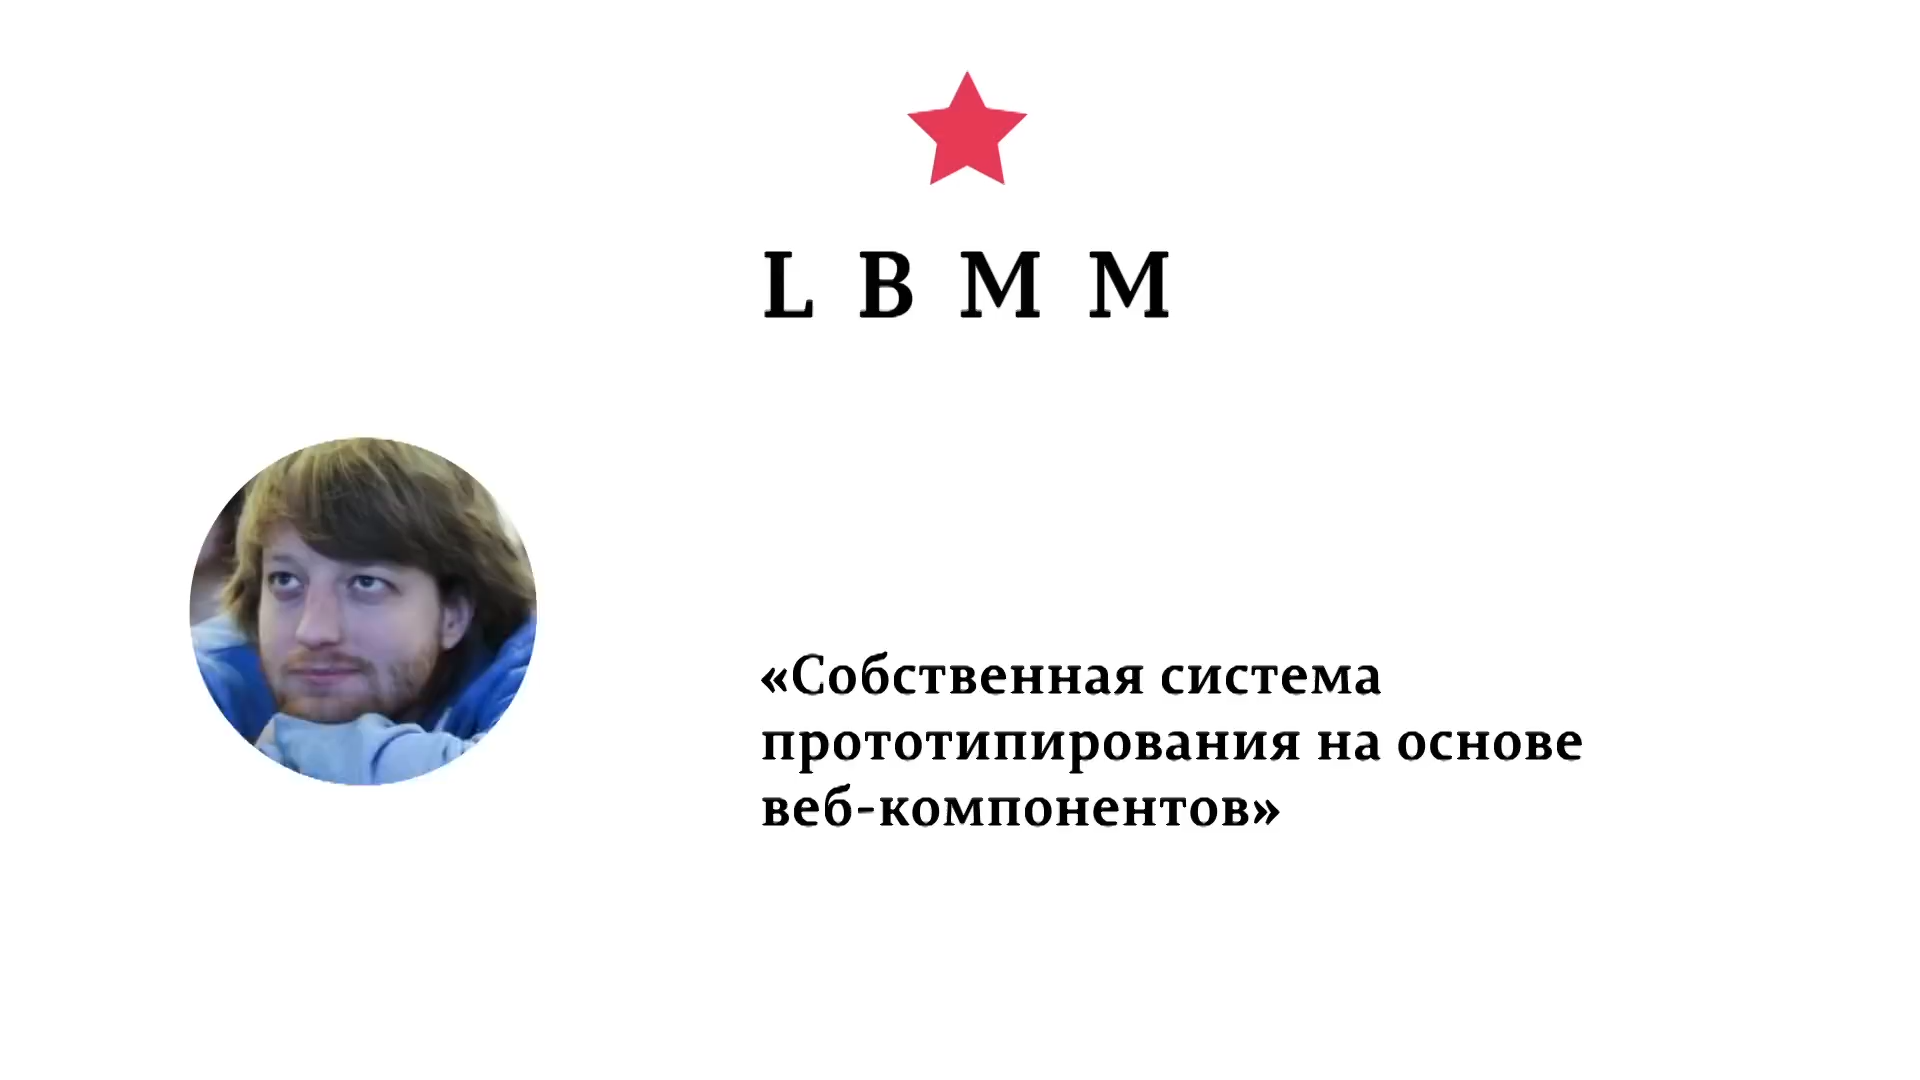 L B M M
«Собственная система
прототипирования на основе
веб-компонентов»